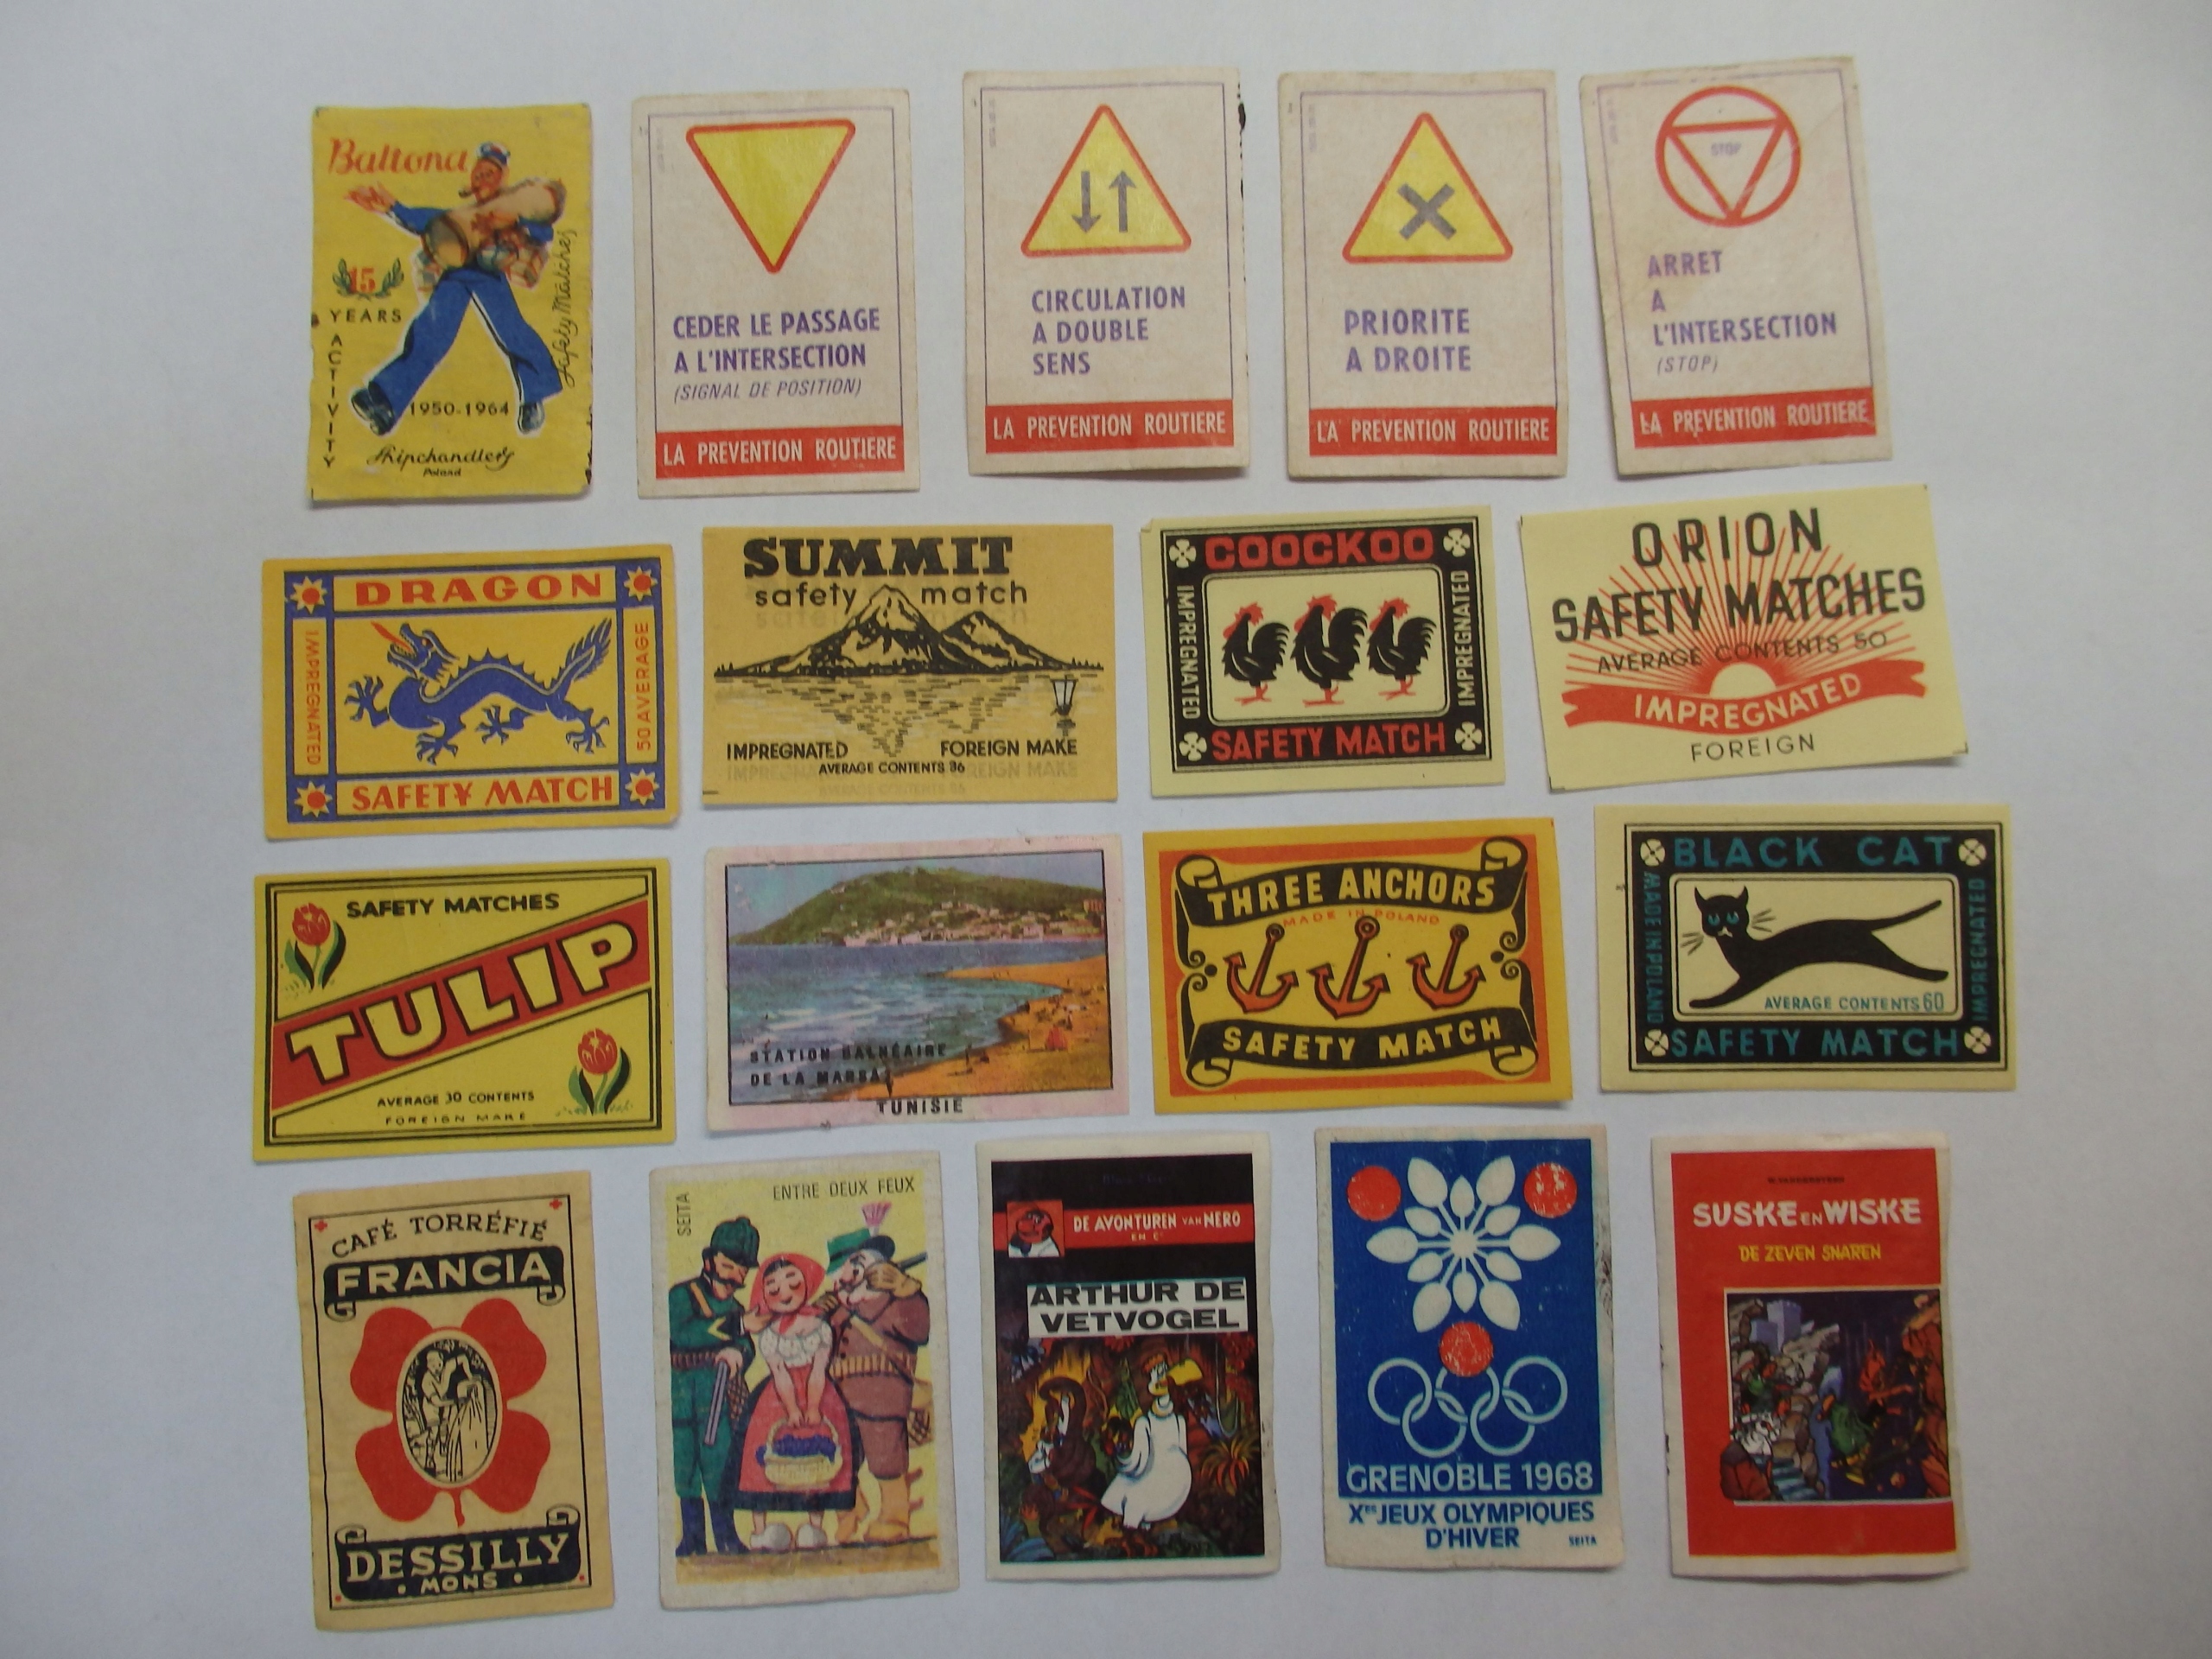 Baltona
15
YEARS
ACTIVITY
Safety Matches
1950-1964
Shipchandlers
Poland
CEDER LE PASSAGE
A L'INTERSECTION
(SIGNAL DE POSITION)
LA PREVENTION ROUTIERE
CIRCULATION
A DOUBLE
SENS
LA PREVENTION ROUTIERE
PRIORITE
A DROITE
LA PREVENTION ROUTIERE
STOP
ARRET
A
L'INTERSECTION
(STOP)
LA PREVENTION ROUTIERE
DRAGON
IMPREGNATED
50 AVERAGE
SAFETY MATCH
SUMMIT
safety match
IMPREGNATED FOREIGN MAKE
AVERAGE CONTENTS 36
COOCKOO
IMPREGNATED
IMPREGNATED
SAFETY MATCH
ORION
SAFETY MATCHES
AVERAGE CONTENTS 50
IMPREGNATED
FOREIGN
SAFETY MATCHES
TULIP
AVERAGE 30 CONTENTS
FOREIGN MAKE
STATION BALNÉAIRE
DE LA MARSA
TUNISIE
THREE ANCHORS
MADE IN POLAND
SAFETY MATCH
BLACK CAT
MADE IN POLAND
IMPREGNATED
AVERAGE CONTENTS 60
SAFETY MATCH
CAFÉ TORRÉFIÉ
FRANCIA
DESSILLY
• MONS •
SEITA
ENTRE DEUX FEUX
DE AVONTUREN VAN NERO
EN Co
ARTHUR DE
VETVOGEL
GRENOBLE 1968
Xes JEUX OLYMPIQUES
D'HIVER
SEITA
SUSKE EN WISKE
DE ZEVEN SNAREN